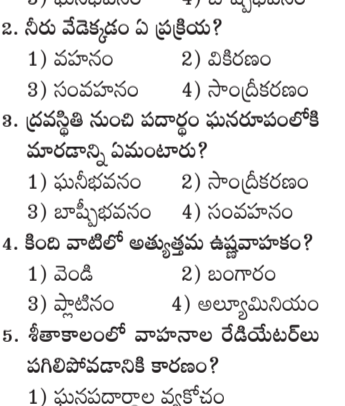 2. నీరు వేడెక్కడం ఏ ప్రక్రియ?
1) వహనం 2) వికిరణం
3) సంవహనం 4) సాంద్రీకరణం
3. ద్రవస్థితి నుంచి పదార్థం ఘనరూపంలోకి
మారడాన్ని ఏమంటారు?
1) ఘనీభవనం 2) సాంద్రీకరణం
3) బాష్పీభవనం 4) సంవహనం
4. కింది వాటిలో అత్యుత్తమ ఉష్ణవాహకం?
1) వెండి 2) బంగారం
3) ప్లాటినం 4) అల్యూమినియం
5. శీతాకాలంలో వాహనాల రేడియేటర్‌లు
పగిలిపోవడానికి కారణం?
1) ఘనపదార్థాల వ్యకోచం